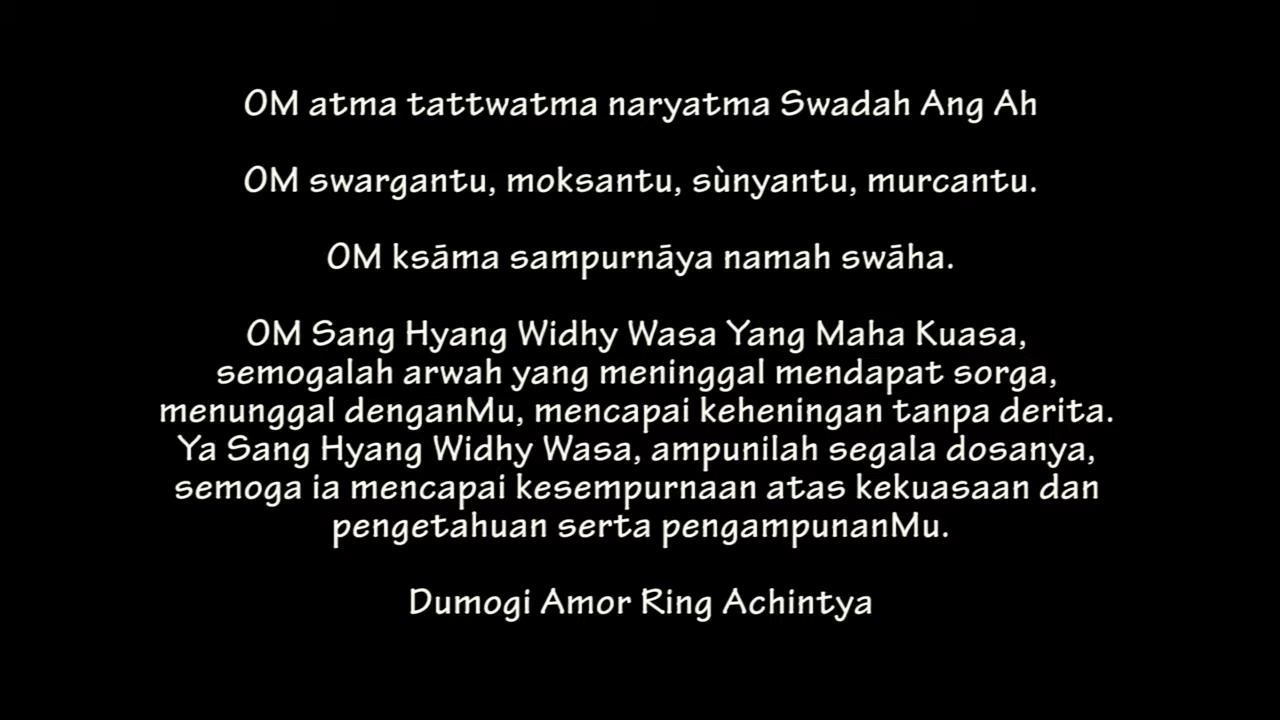 OM atma tattwatma naryatma Swadah Ang Ah
OM swargantu, moksantu, sùnyantu, murcantu.
OM ksāma sampurnāya namah swāha.
OM Sang Hyang Widhy Wasa Yang Maha Kuasa,
semogalah arwah yang meninggal mendapat sorga,
menunggal denganMu, mencapai keheningan tanpa derita.
Ya Sang Hyang Widhy Wasa, ampunilah segala dosanya,
semoga ia mencapai kesempurnaan atas kekuasaan dan
pengetahuan serta pengampunanMu.
Dumogi Amor Ring Achintya